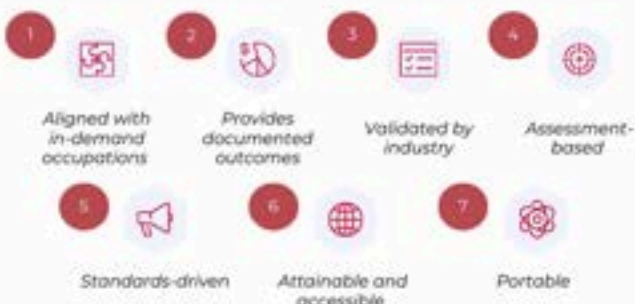 1
2
3
4
Aligned with
in-demand
occupations
Provides
documented
outcomes
Validated by
industry
Assessment-
based
5
6
7
Standards-driven
Attainable and
accessible
Portable